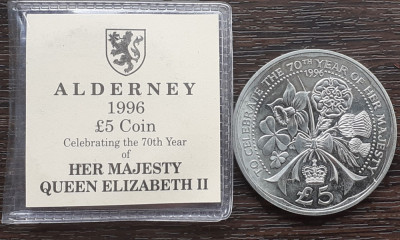 ALDERNEY
1996
£5 Coin
Celebrating the 70th Year
of
HER MAJESTY
QUEEN ELIZABETH II
TO CELEBRATE THE 70TH YEAR OF HER MAJESTY
1996
£5